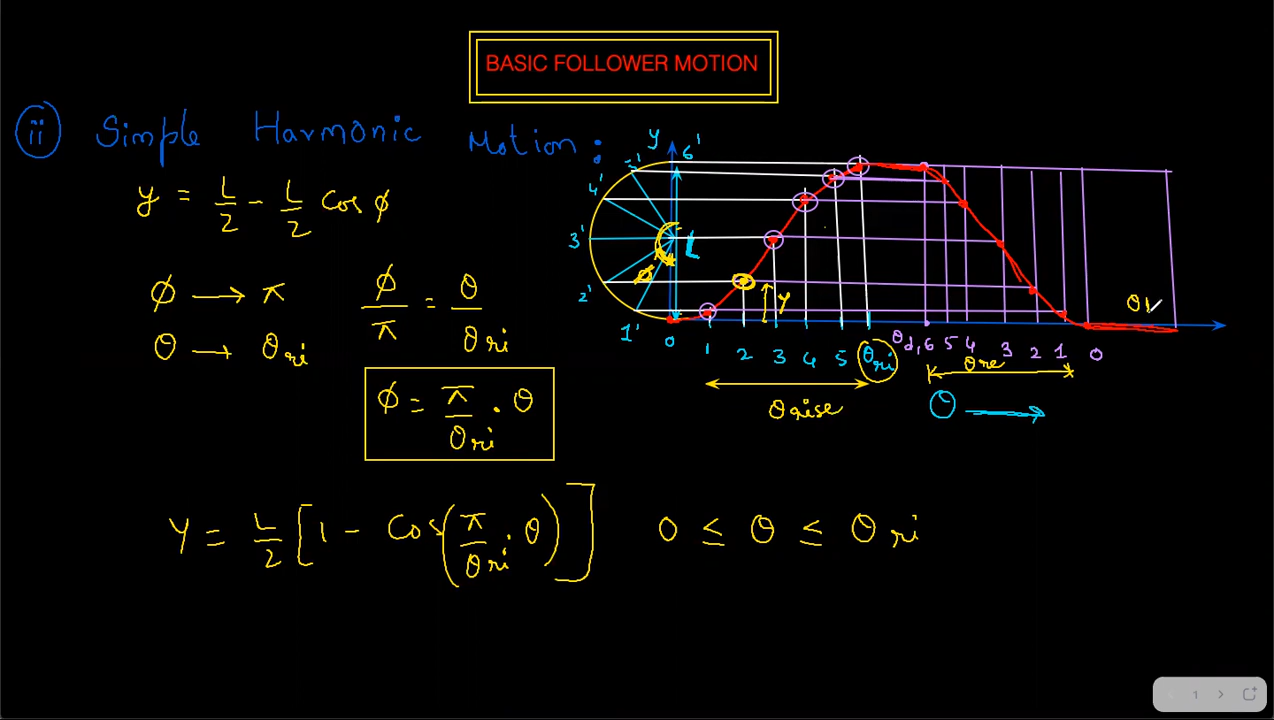 BASIC FOLLOWER MOTION
ii Simple Harmonic Motion :
y = L/2 - L/2 Cos ϕ
ϕ → π
θ → θri
ϕ/π = θ/θri
ϕ = π/θri . θ
Y = L/2 [1 - Cos(π/θri . θ)]
0 ≤ θ ≤ θri
y 6'
5'
4'
3'
2'
1'
L
ϕ
Y
0 1 2 3 4 5 θri θd,6 5 4 3 2 1 0
θrise
θre
θ →